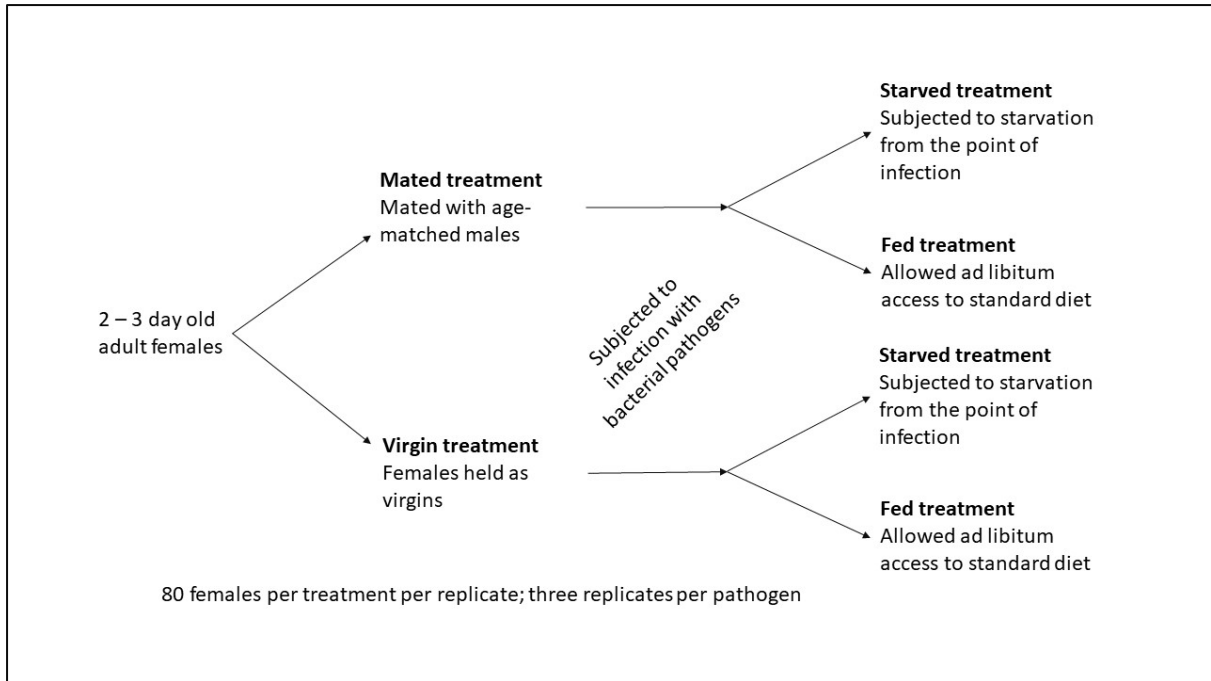 Starved treatment
Subjected to starvation
from the point of
infection
Mated treatment
Mated with age-
matched males
Fed treatment
Allowed ad libitum
access to standard diet
2 – 3 day old
adult females
Subjected to
infection with
bacterial pathogens
Starved treatment
Subjected to starvation
from the point of
infection
Virgin treatment
Females held as
virgins
Fed treatment
Allowed ad libitum
access to standard diet
80 females per treatment per replicate; three replicates per pathogen